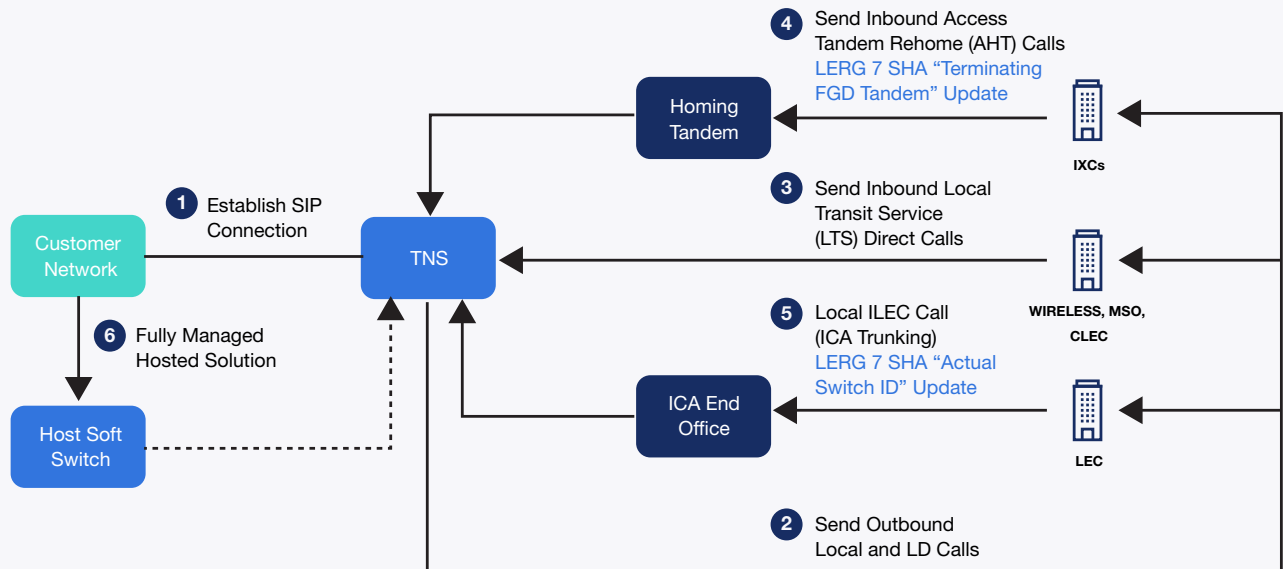 4
Send Inbound Access
Tandem Rehome (AHT) Calls
LERG 7 SHA “Terminating
FGD Tandem” Update
Homing
Tandem
IXCs
1
Establish SIP
Connection
3
Send Inbound Local
Transit Service
(LTS) Direct Calls
Customer
Network
TNS
WIRELESS, MSO,
CLEC
6
Fully Managed
Hosted Solution
5
Local ILEC Call
(ICA Trunking)
LERG 7 SHA “Actual
Switch ID” Update
ICA End
Office
Host Soft
Switch
LEC
2
Send Outbound
Local and LD Calls